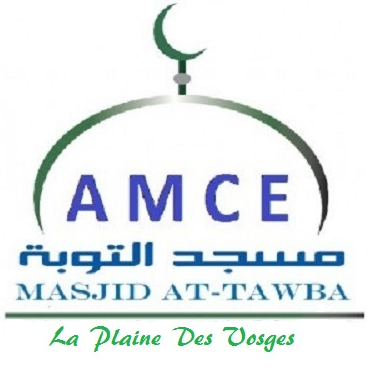 AMCE
مسجد التوبة
MASJID AT-TAWBA
La Plaine Des Vosges